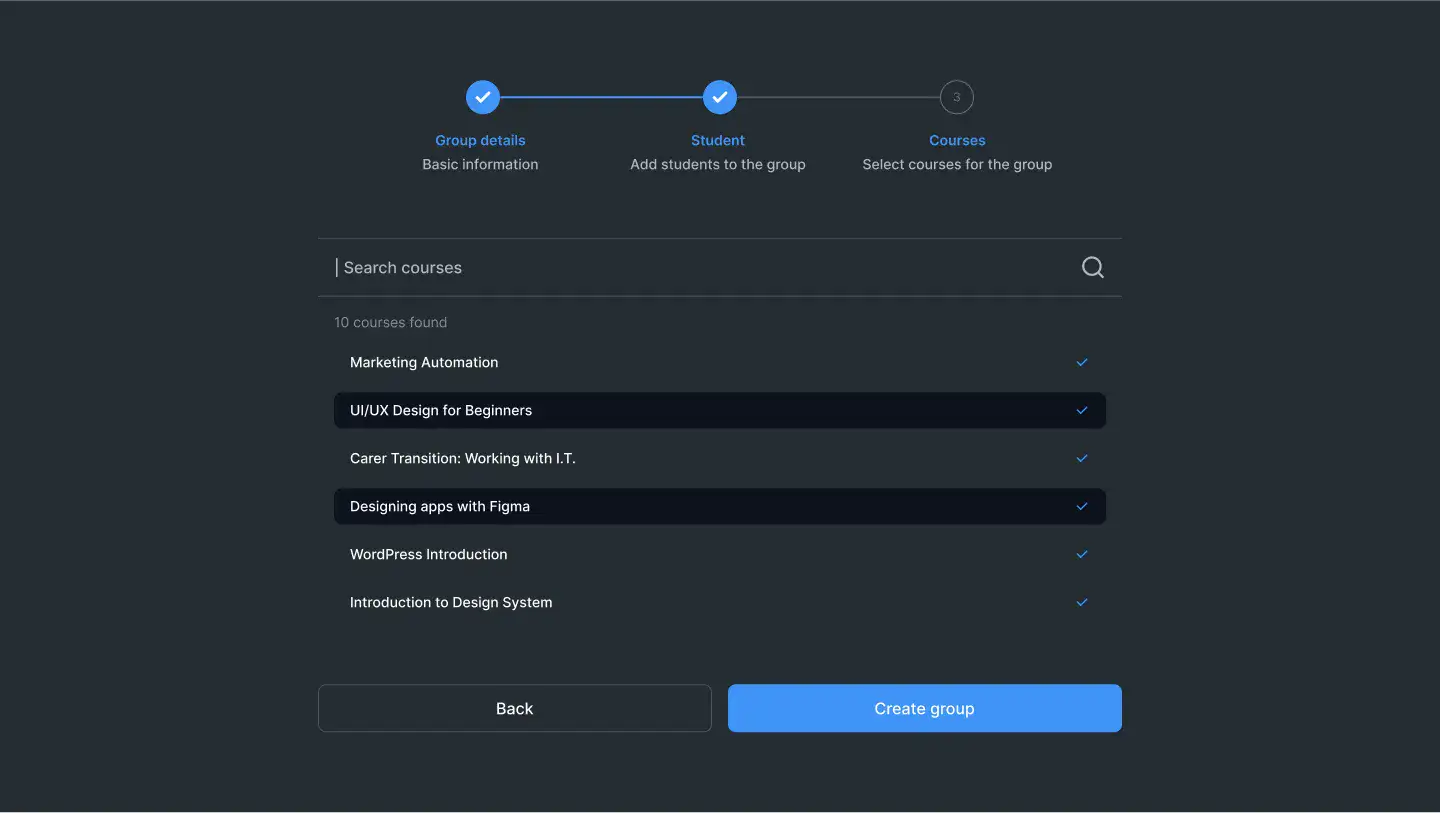 3
Group details
Student
Courses
Basic information
Add students to the group
Select courses for the group
Search courses
10 courses found
Marketing Automation
UI/UX Design for Beginners
Carer Transition: Working with I.T.
Designing apps with Figma
WordPress Introduction
Introduction to Design System
Back
Create group